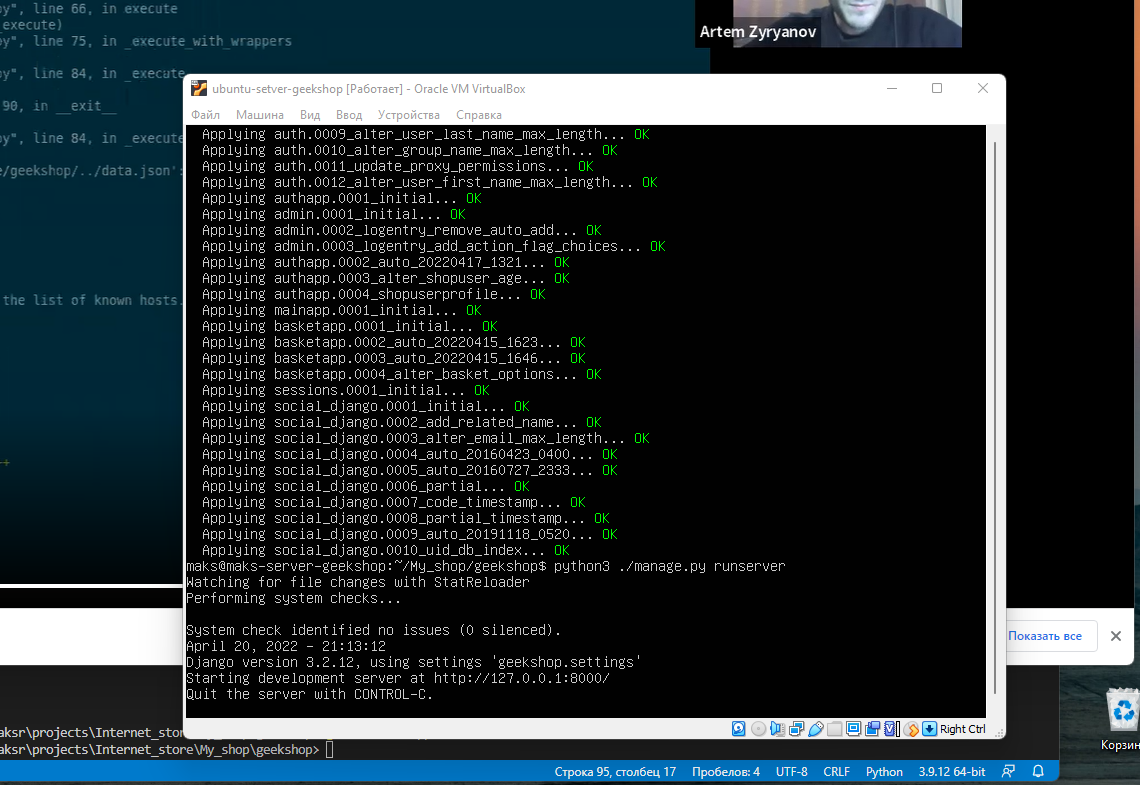 py", line 66, in execute
_execute)
ey", line 75, in _execute_with_wrappers
py", line 84, in _execute
90, in __exit__
py", line 84, in _execute
e/geekshop/../data.json':
the list of known hosts.
++
Artem Zyryanov
ubuntu-setver-geekshop [Работает] - Oracle VM VirtualBox
Файл Машина Вид Ввод Устройства Справка
Applying auth.0009_alter_user_last_name_max_length... OK
Applying auth.0010_alter_group_name_max_length... OK
Applying auth.0011_update_proxy_permissions... OK
Applying auth.0012_alter_user_first_name_max_length... OK
Applying authapp.0001_initial... OK
Applying admin.0001_initial... OK
Applying admin.0002_logentry_remove_auto_add... OK
Applying admin.0003_logentry_add_action_flag_choices... OK
Applying authapp.0002_auto_20220417_1321... OK
Applying authapp.0003_alter_shopuser_age... OK
Applying authapp.0004_shopuserprofile... OK
Applying mainapp.0001_initial... OK
Applying basketapp.0001_initial... OK
Applying basketapp.0002_auto_20220415_1623... OK
Applying basketapp.0003_auto_20220415_1646... OK
Applying basketapp.0004_alter_basket_options... OK
Applying sessions.0001_initial... OK
Applying social_django.0001_initial... OK
Applying social_django.0002_add_related_name... OK
Applying social_django.0003_alter_email_max_length... OK
Applying social_django.0004_auto_20160423_0400... OK
Applying social_django.0005_auto_20160727_2333... OK
Applying social_django.0006_partial... OK
Applying social_django.0007_code_timestamp... OK
Applying social_django.0008_partial_timestamp... OK
Applying social_django.0009_auto_20191118_0520... OK
Applying social_django.0010_uid_db_index... OK
maks@maks-server-geekshop:~/My_shop/geekshop$ python3 ./manage.py runserver
Watching for file changes with StatReloader
Performing system checks...
System check identified no issues (0 silenced).
April 20, 2022 - 21:13:12
Django version 3.2.12, using settings 'geekshop.settings'
Starting development server at http://127.0.0.1:8000/
Quit the server with CONTROL-C.
Right Ctrl
Показать все
aksr\projects\Internet_stor
aksr\projects\Internet_store\My_shop\geekshop>
Корзин
Строка 95, столбец 17 Пробелов: 4 UTF-8 CRLF Python 3.9.12 64-bit